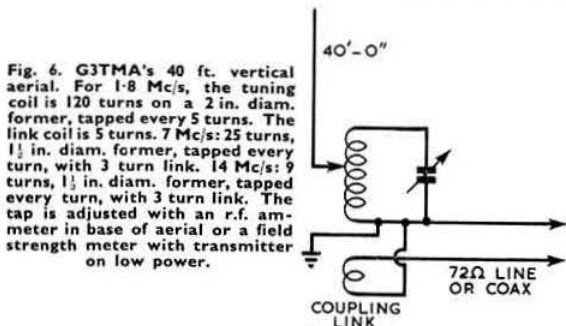 Fig. 6. G3TMA's 40 ft. vertical
aerial. For 1·8 Mc/s, the tuning
coil is 120 turns on a 2 in. diam.
former, tapped every 5 turns. The
link coil is 5 turns. 7 Mc/s: 25 turns,
1½ in. diam. former, tapped every
turn, with 3 turn link. 14 Mc/s: 9
turns, 1½ in. diam. former, tapped
every turn, with 3 turn link. The
tap is adjusted with an r.f. am-
meter in base of aerial or a field
strength meter with transmitter
on low power.
40'-0"
72Ω LINE
OR COAX
COUPLING
LINK